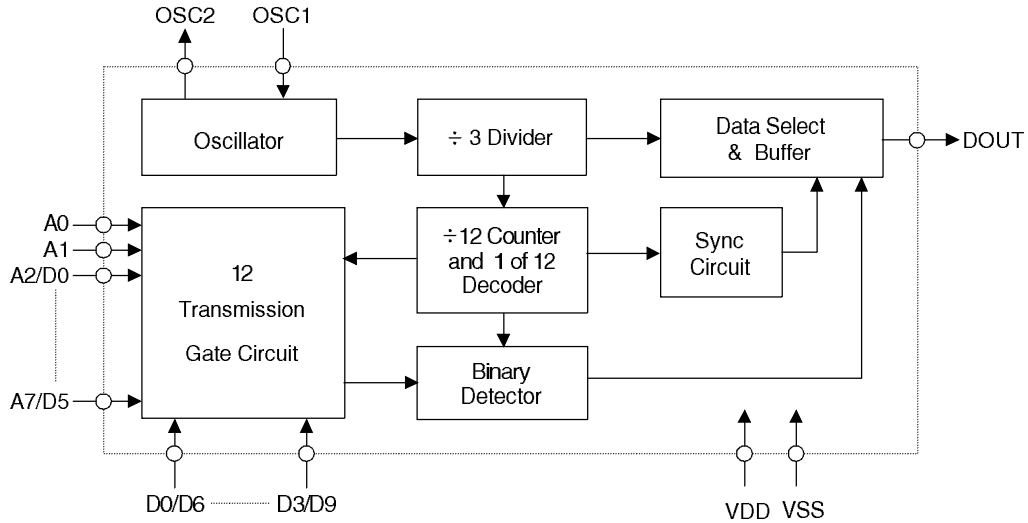 OSC2
OSC1
Oscillator
÷ 3 Divider
Data Select
& Buffer
DOUT
A0
A1
A2/D0
A7/D5
12
Transmission
Gate Circuit
÷12 Counter
and 1 of 12
Decoder
Sync
Circuit
Binary
Detector
D0/D6
D3/D9
VDD
VSS